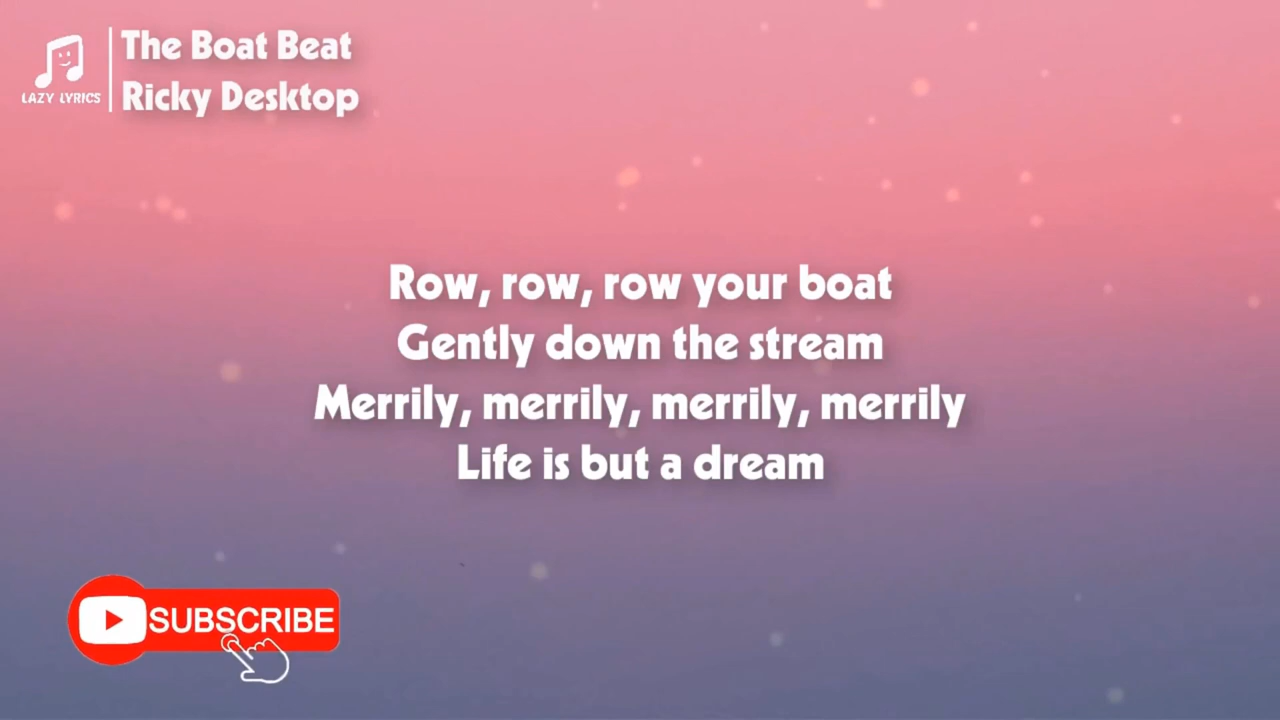 The Boat Beat
LAZY LYRICS
Ricky Desktop
Row, row, row your boat
Gently down the stream
Merrily, merrily, merrily, merrily
Life is but a dream
SUBSCRIBE